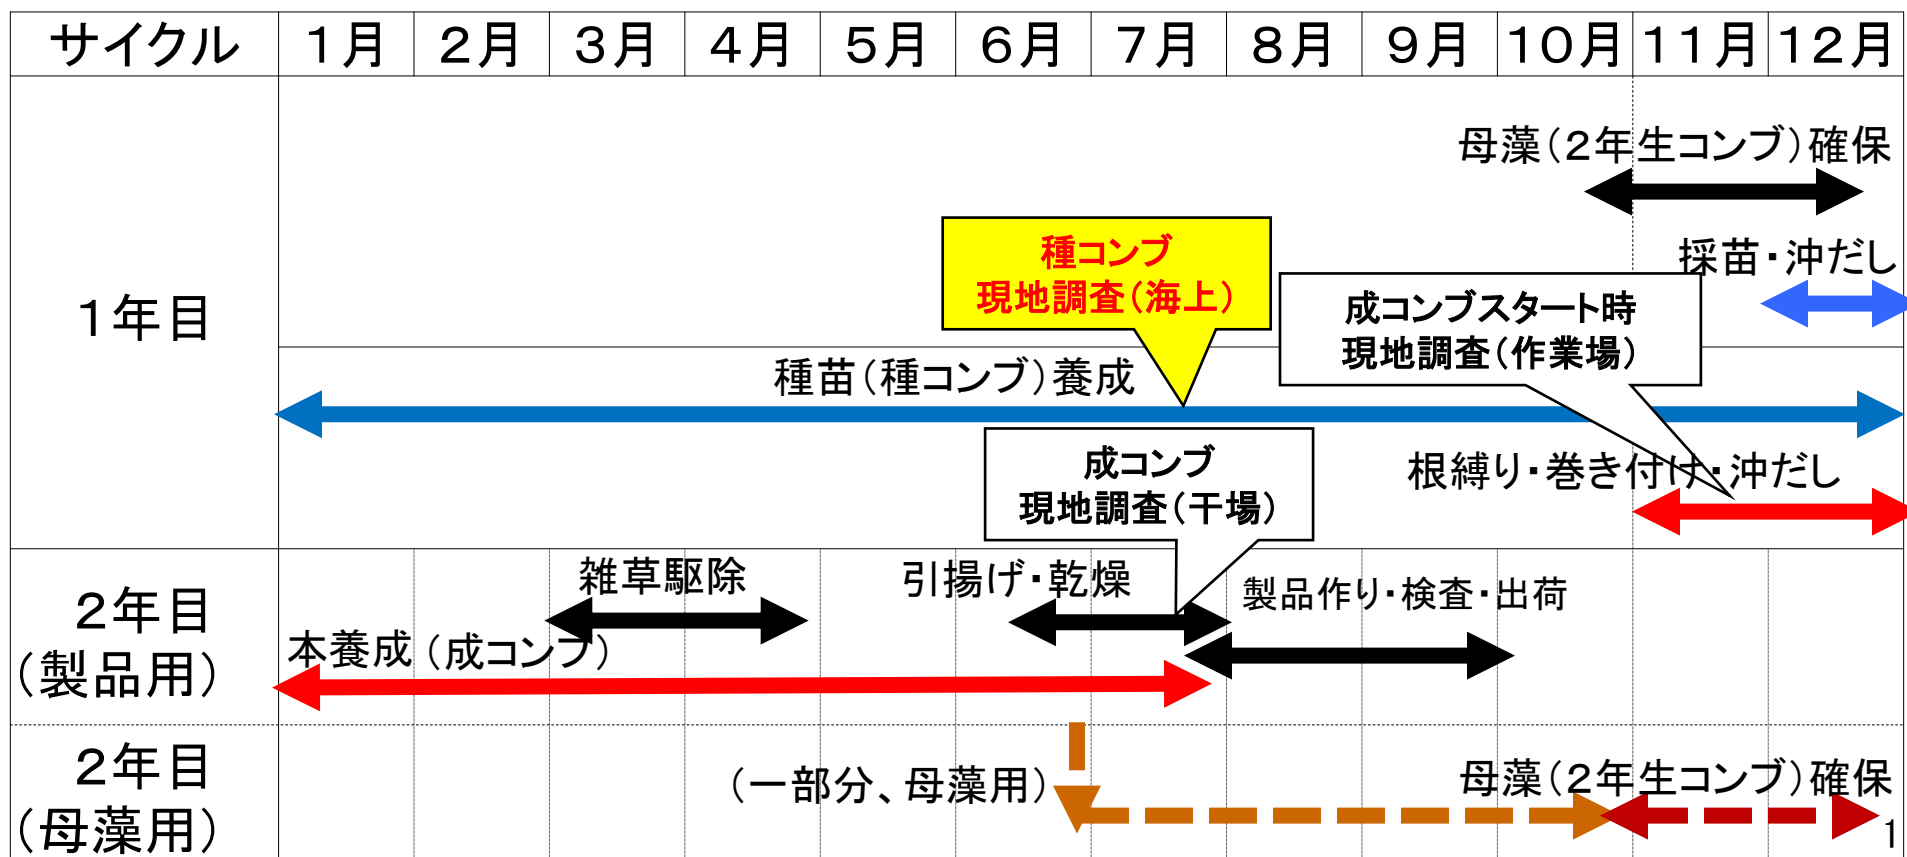 サイクル １月 ２月 ３月 ４月 ５月 ６月 ７月 ８月 ９月 １０月 １１月 １２月
母藻（２年生コンブ）確保
種コンブ
現地調査（海上）
採苗・沖だし
１年目
成コンブスタート時
現地調査（作業場）
種苗（種コンブ）養成
成コンブ
現地調査（干場）
根縛り・巻き付け・沖だし
２年目
（製品用）
雑草駆除
引揚げ・乾燥
製品作り・検査・出荷
本養成（成コンブ）
２年目
（母藻用）
（一部分、母藻用）
母藻（２年生コンブ）確保
1